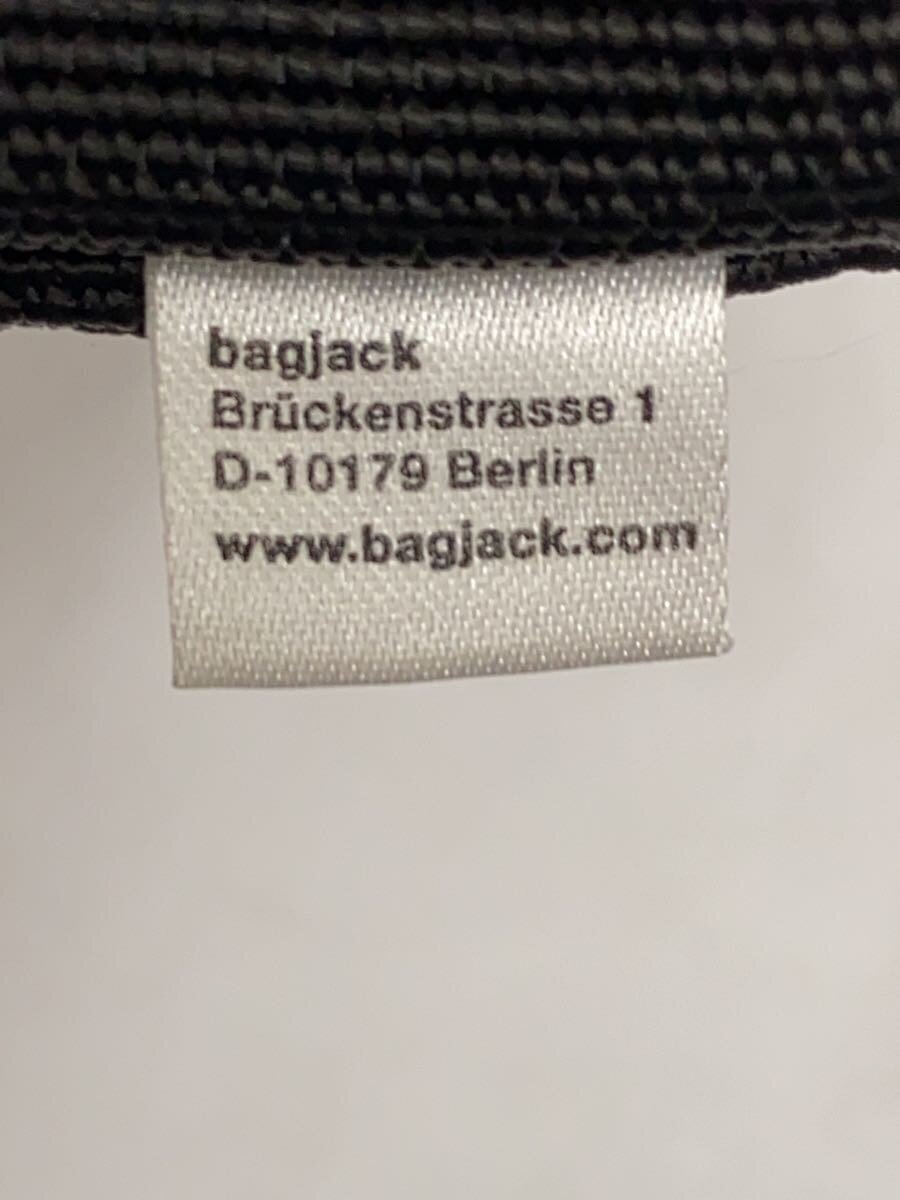 bagjack
Brückenstrasse 1
D-10179 Berlin
www.bagjack.com